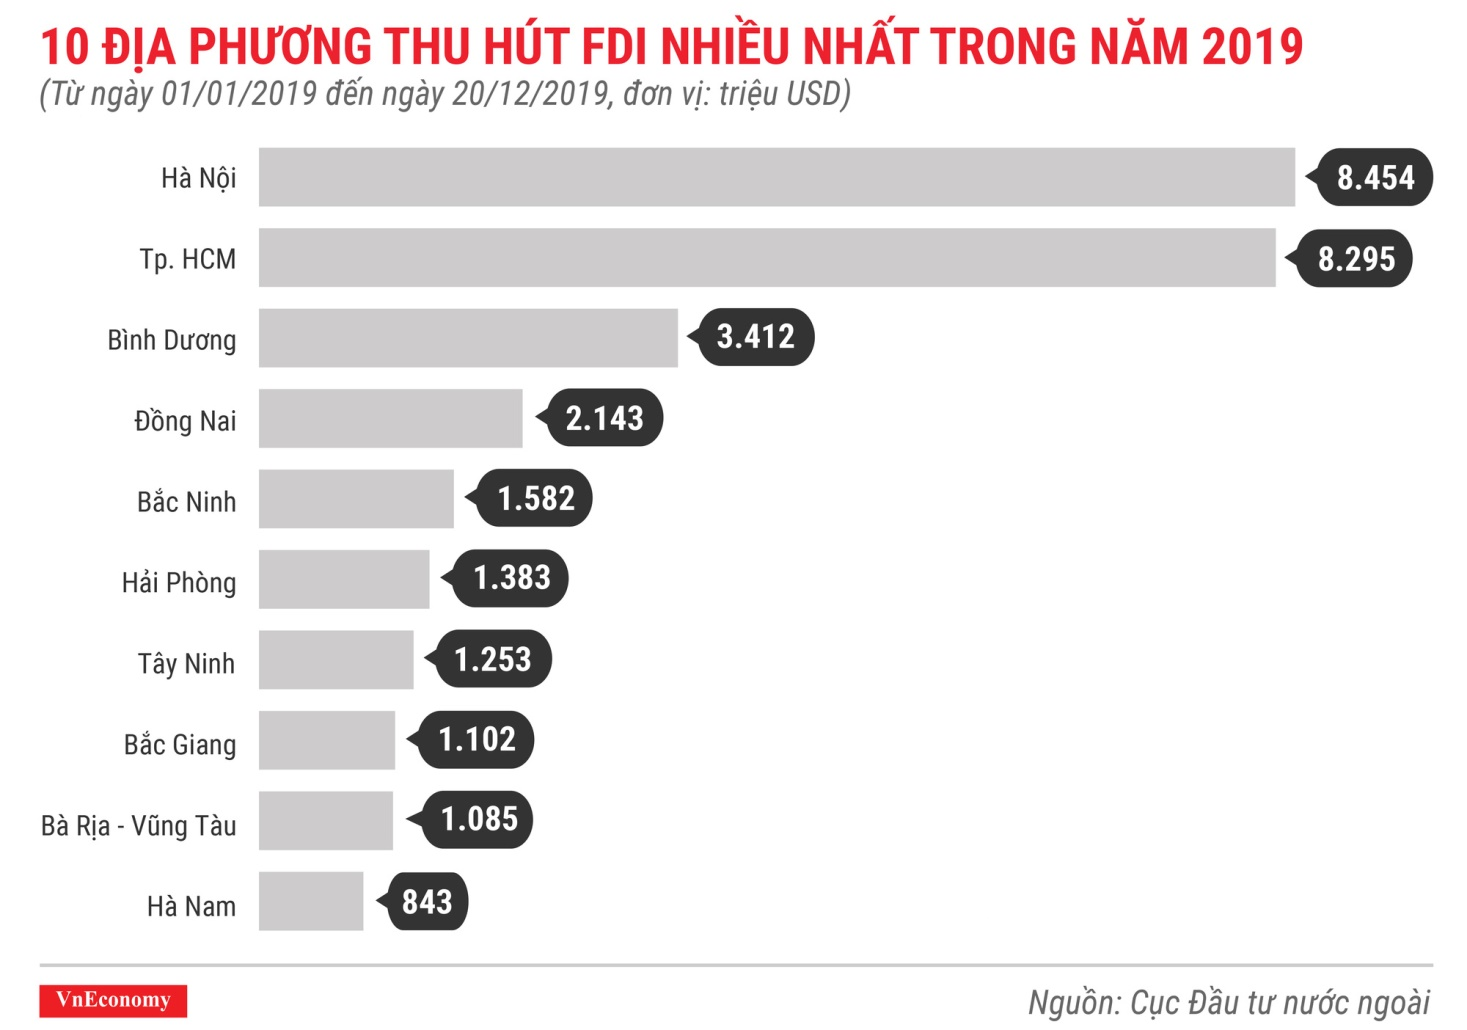 10 ĐỊA PHƯƠNG THU HÚT FDI NHIỀU NHẤT TRONG NĂM 2019
(Từ ngày 01/01/2019 đến ngày 20/12/2019, đơn vị: triệu USD)
Hà Nội 8.454
Tp. HCM 8.295
Bình Dương 3.412
Đồng Nai 2.143
Bắc Ninh 1.582
Hải Phòng 1.383
Tây Ninh 1.253
Bắc Giang 1.102
Bà Rịa - Vũng Tàu 1.085
Hà Nam 843
VnEconomy
Nguồn: Cục Đầu tư nước ngoài